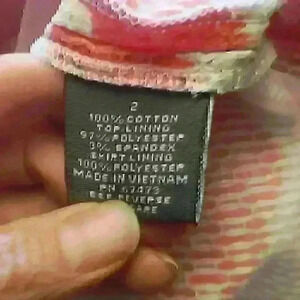 2
100% COTTON
TOP LINING
97% POLYESTER
3% SPANDEX
SKIRT LINING
100% POLYESTER
MADE IN VIETNAM
RN 67479
SEE REVERSE